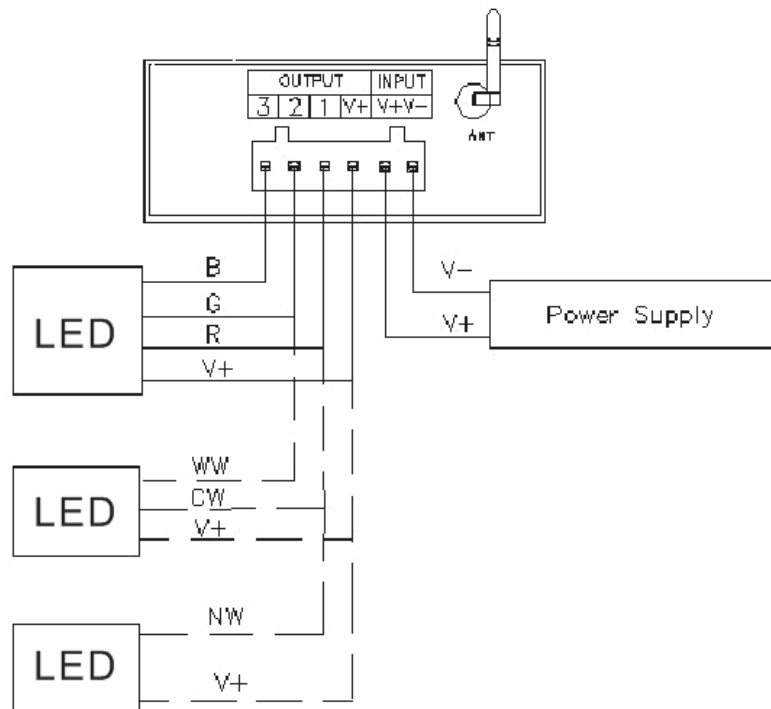 OUTPUT INPUT
3 2 1 V+ V+V-
ANT
B
G
R
V+
LED
V-
V+
Power Supply
WW
CW
V+
LED
NW
V+
LED